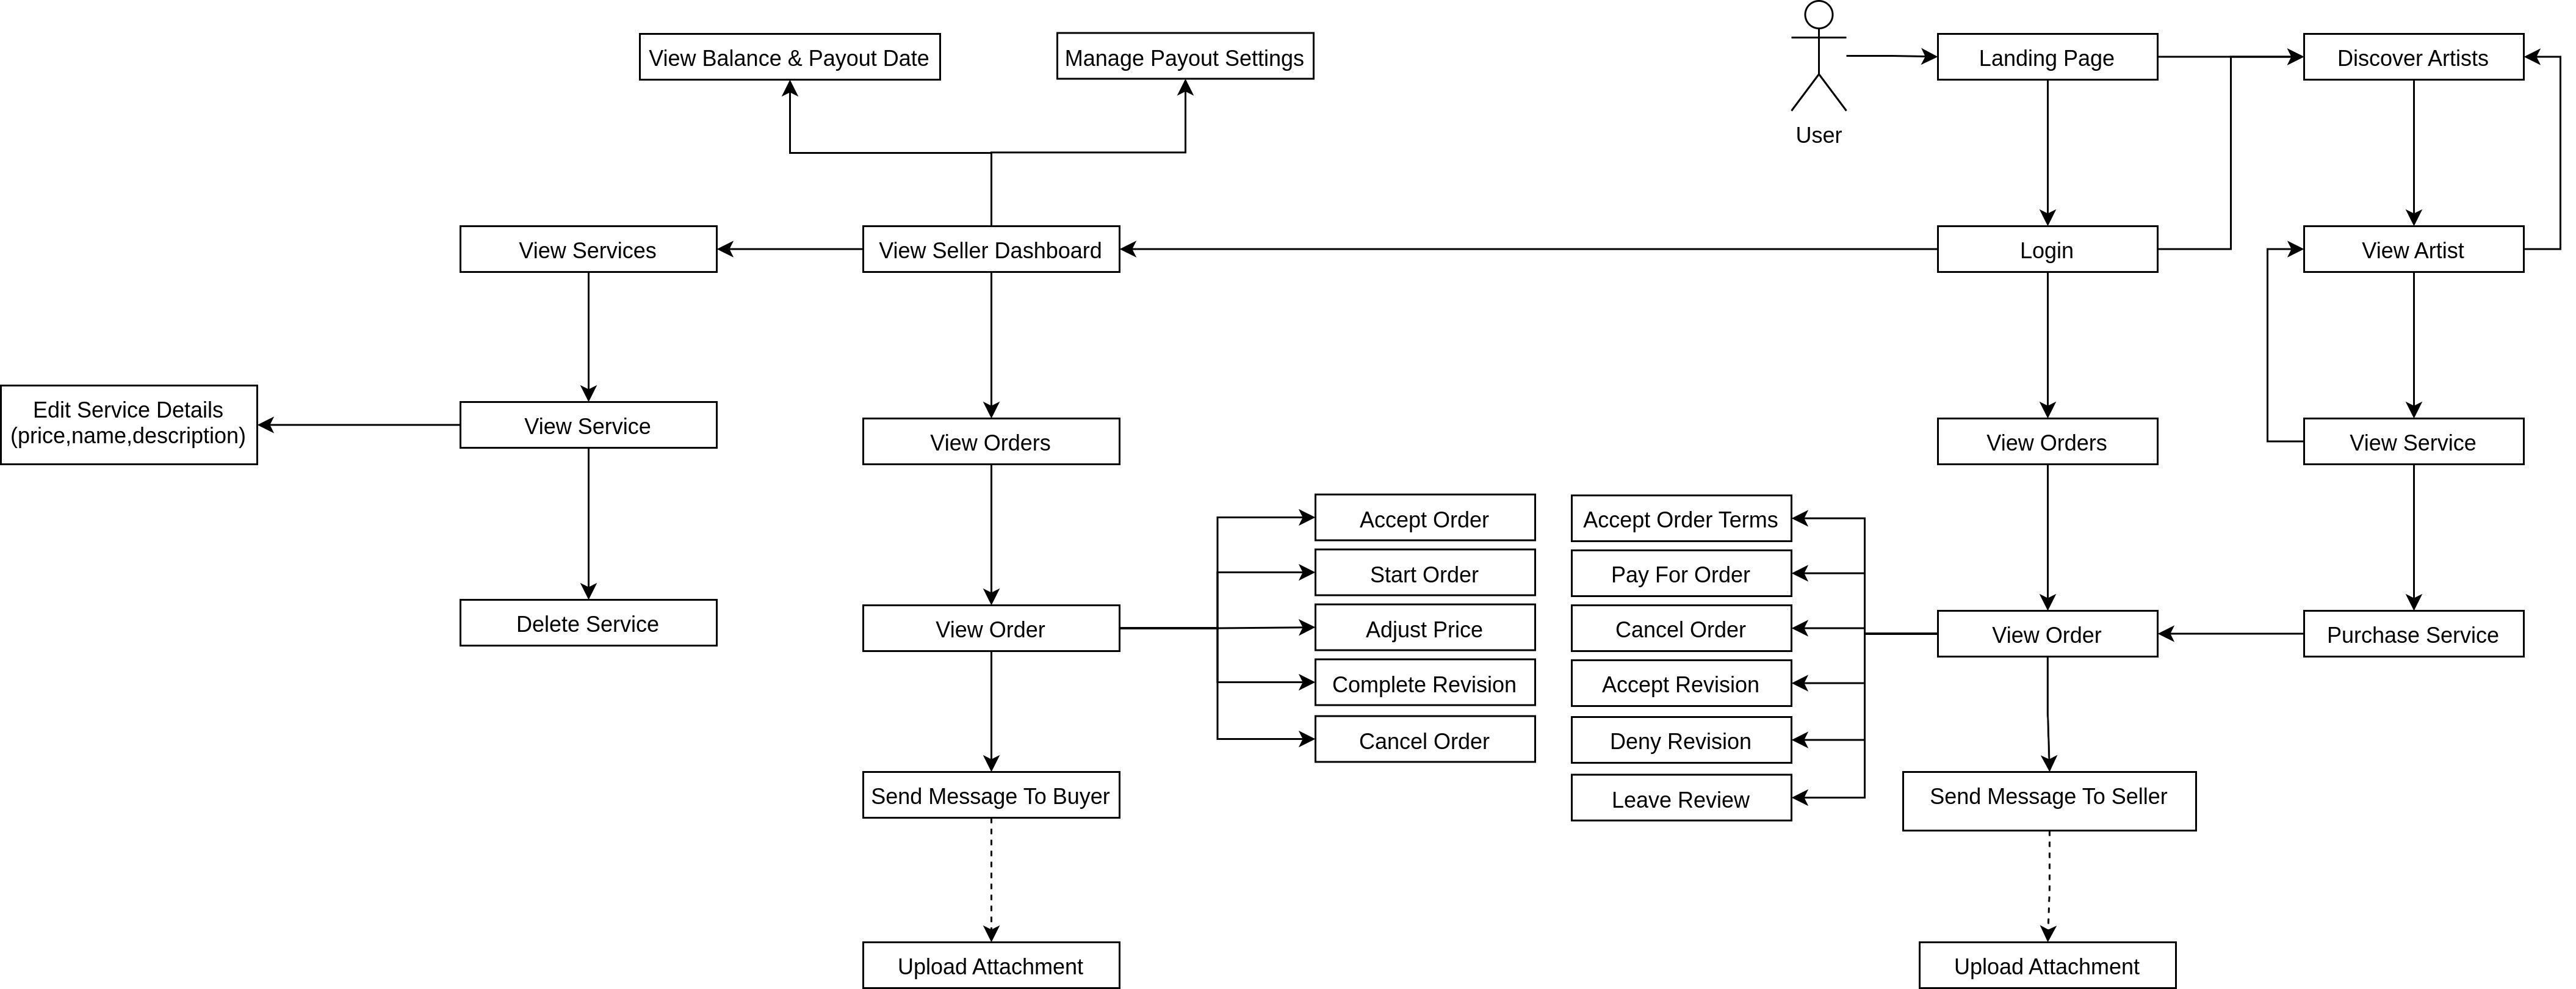 View Balance & Payout Date
Manage Payout Settings
Landing Page
Discover Artists
User
View Services
View Seller Dashboard
Login
View Artist
Edit Service Details
(price,name,description)
View Service
View Orders
View Orders
View Service
Accept Order
Accept Order Terms
Start Order
Pay For Order
Delete Service
View Order
Adjust Price
Cancel Order
View Order
Purchase Service
Complete Revision
Accept Revision
Cancel Order
Deny Revision
Send Message To Buyer
Leave Review
Send Message To Seller
Upload Attachment
Upload Attachment